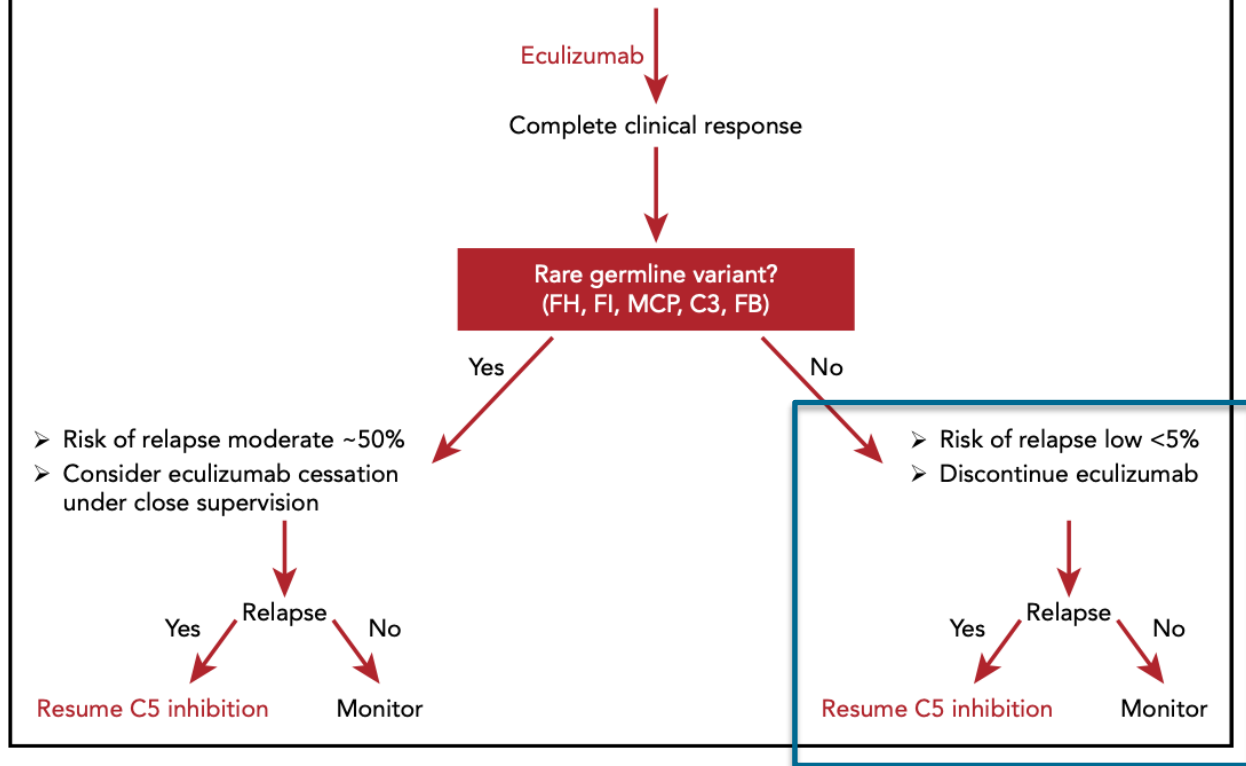 Eculizumab
Complete clinical response
Rare germline variant?
(FH, FI, MCP, C3, FB)
Yes
No
➢ Risk of relapse moderate ~50%
➢ Consider eculizumab cessation
under close supervision
➢ Risk of relapse low <5%
➢ Discontinue eculizumab
Relapse
Yes
No
Resume C5 inhibition
Monitor
Relapse
Yes
No
Resume C5 inhibition
Monitor